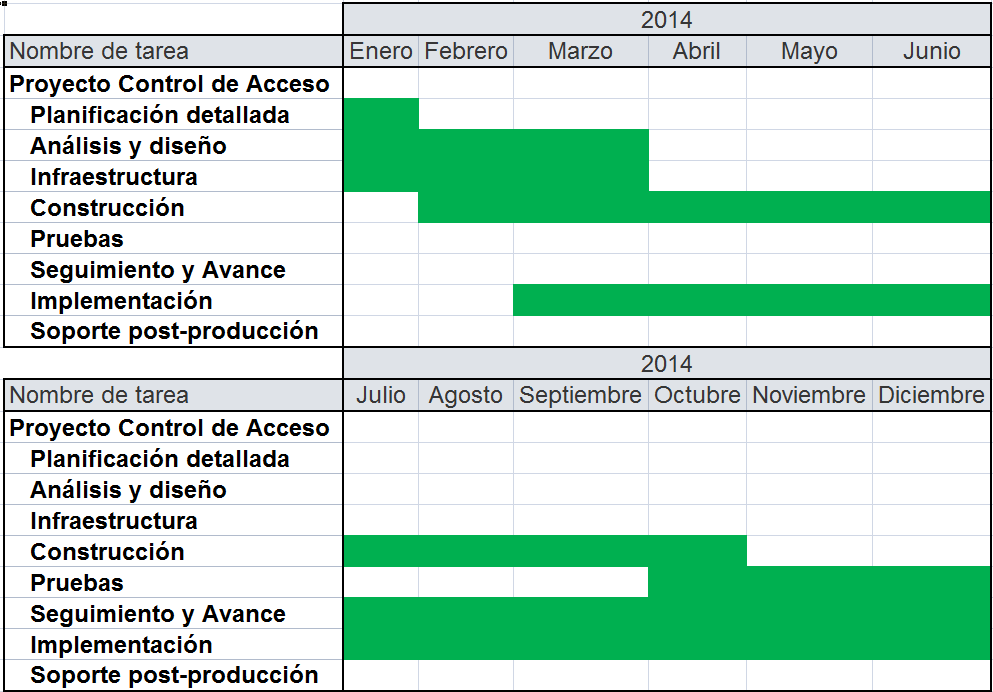 2014
Nombre de tarea Enero Febrero Marzo Abril Mayo Junio
Proyecto Control de Acceso
Planificación detallada
Análisis y diseño
Infraestructura
Construcción
Pruebas
Seguimiento y Avance
Implementación
Soporte post-producción
2014
Nombre de tarea Julio Agosto Septiembre Octubre Noviembre Diciembre
Proyecto Control de Acceso
Planificación detallada
Análisis y diseño
Infraestructura
Construcción
Pruebas
Seguimiento y Avance
Implementación
Soporte post-producción